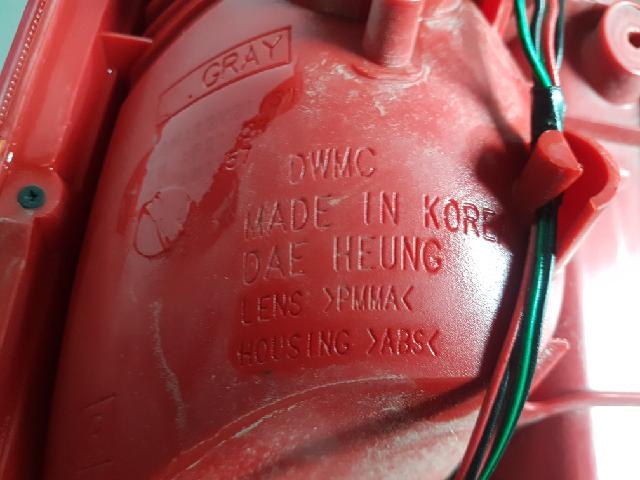 GRAY
DWMC
MADE IN KORE
DAE HEUNG
LENS >PMMA<
HOUSING >ABS<